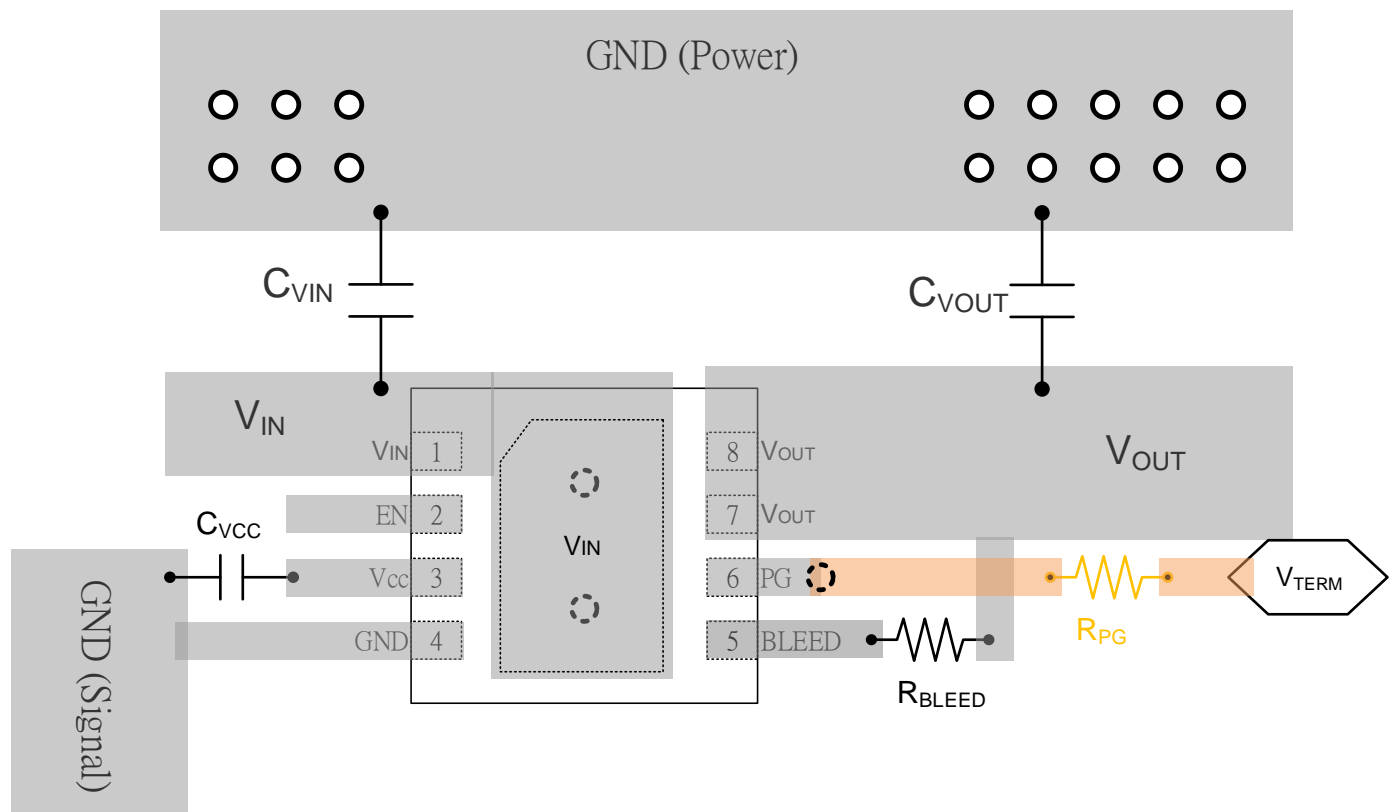 GND (Power)
CVIN
CVOUT
VIN
VIN 1
8 VOUT
VOUT
EN 2
7 VOUT
CVCC
VIN
Vcc 3
6 PG
VTERM
RPG
GND 4
5 BLEED
RBLEED
GND (Signal)